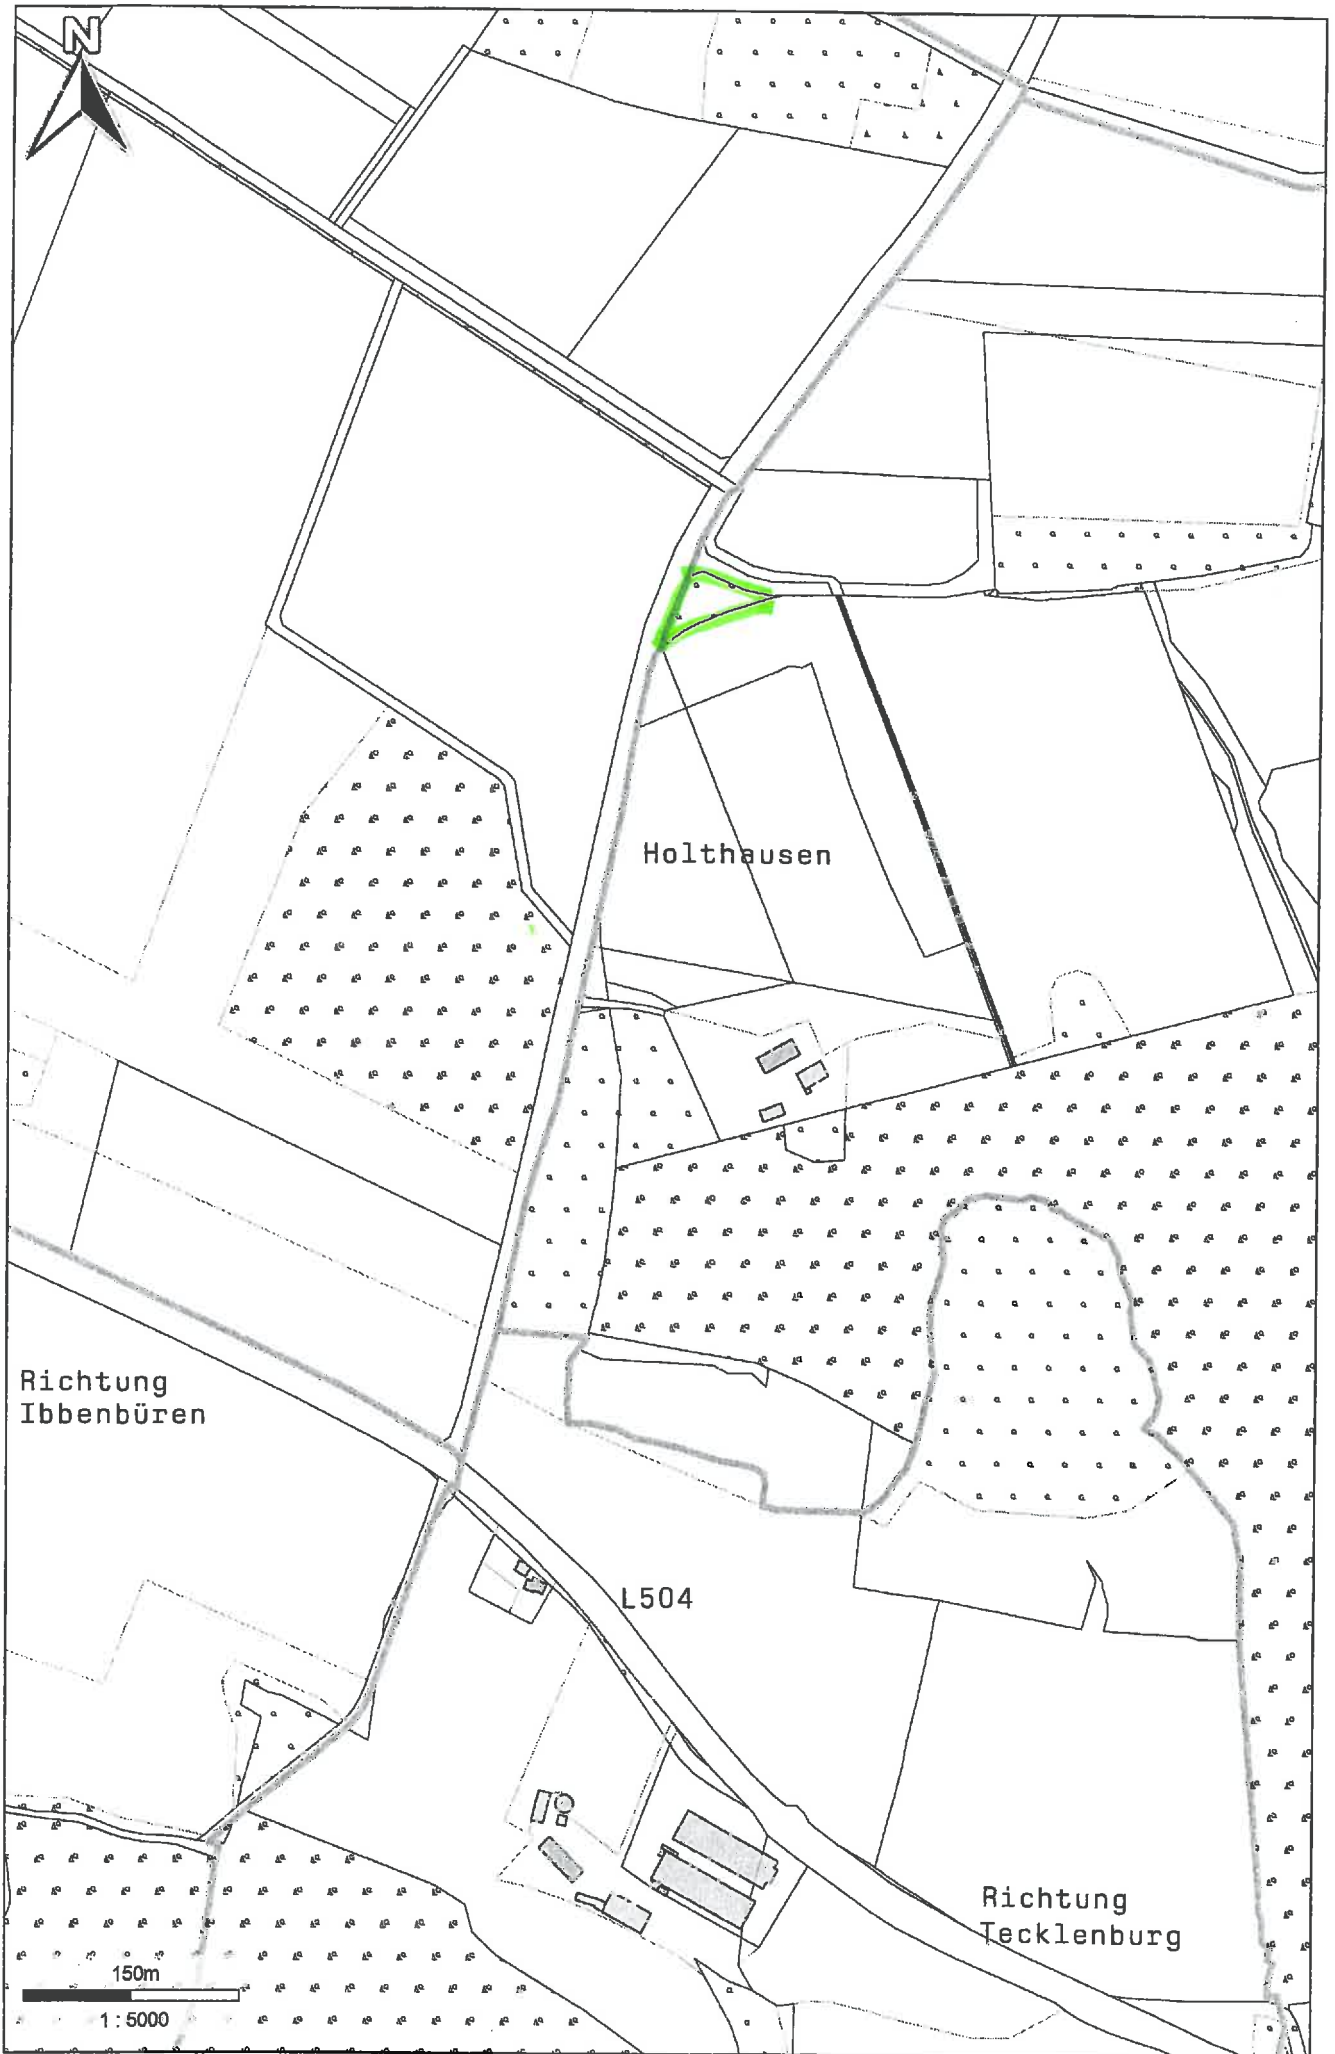 N
Holthausen
Richtung
Ibbenbüren
L504
Richtung
Tecklenburg
150m
1 : 5000